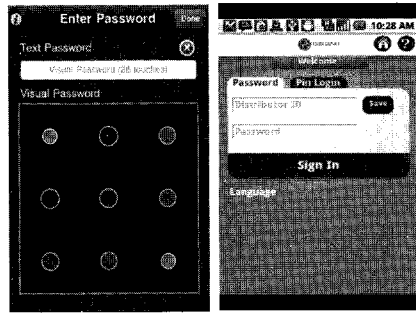 Enter Password
Done
Text Password
Visual Password (26 touches)
Visual Password
10:28 AM
Welcome
Password
Pin Login
Distributor ID
Save
Password
Sign In
Language